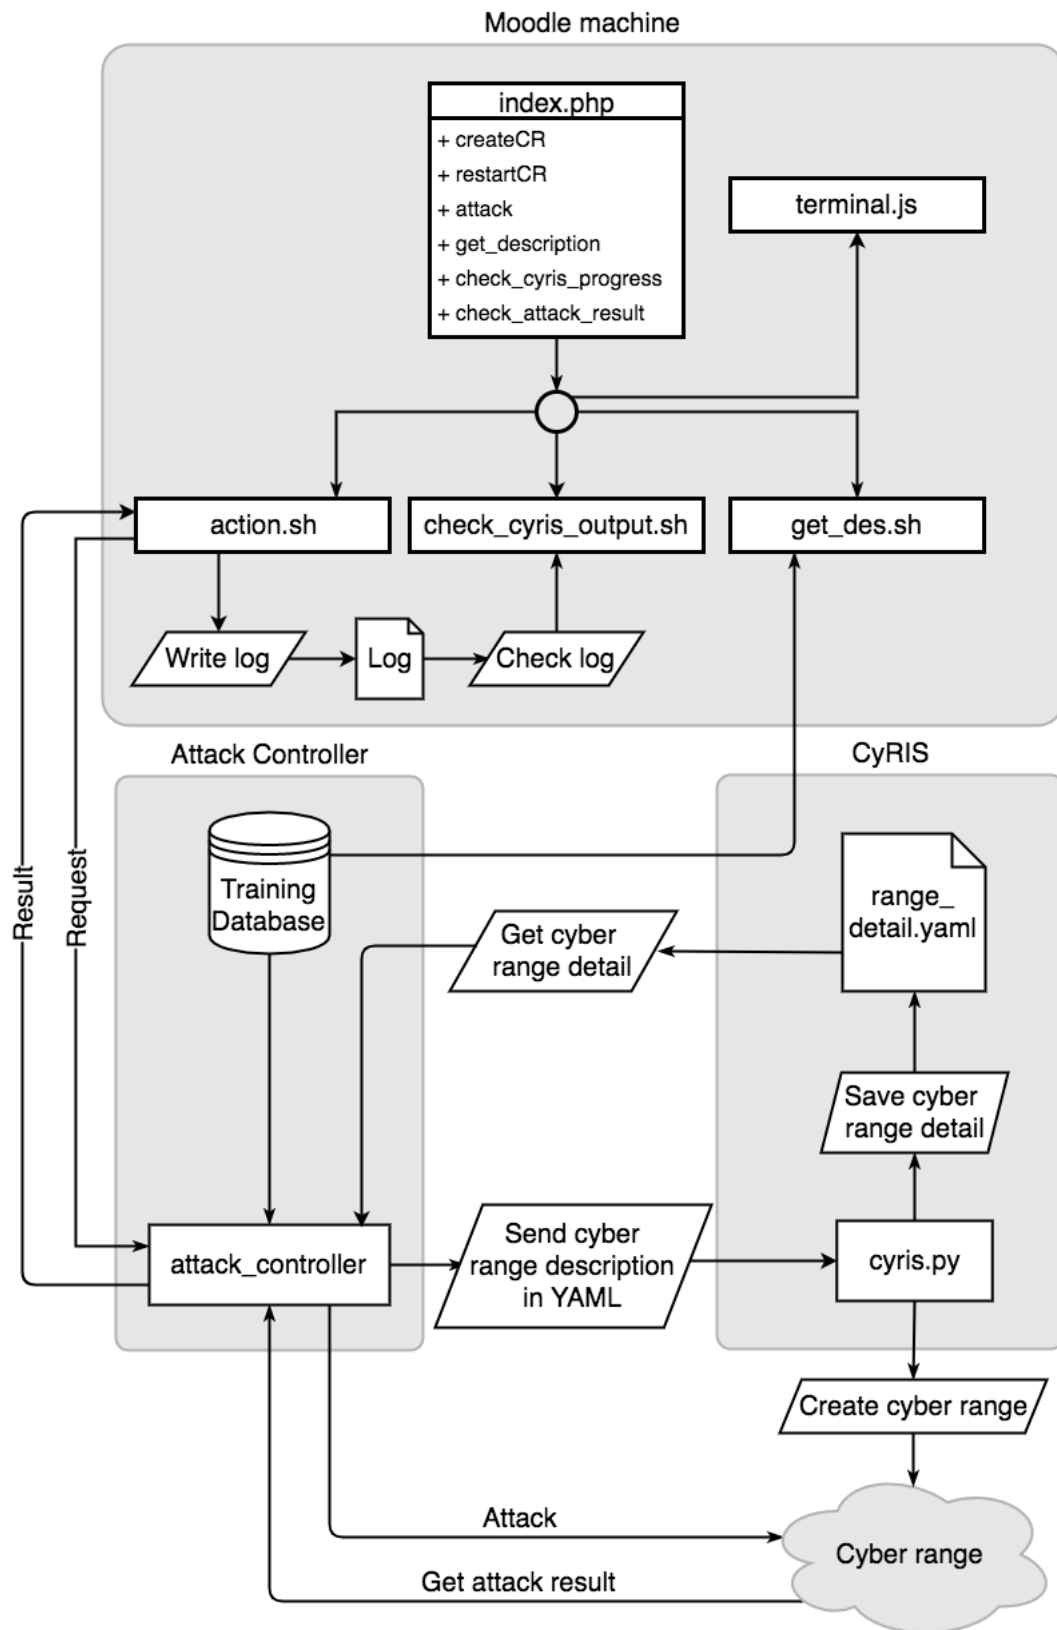 Moodle machine
index.php
+ createCR
+ restartCR
+ attack
+ get_description
+ check_cyris_progress
+ check_attack_result
terminal.js
action.sh
check_cyris_output.sh
get_des.sh
Write log
Log
Check log
Attack Controller
CyRIS
Result
Request
Training
Database
Get cyber
range detail
range_
detail.yaml
Save cyber
range detail
attack_controller
Send cyber
range description
in YAML
cyris.py
Create cyber range
Attack
Cyber range
Get attack result